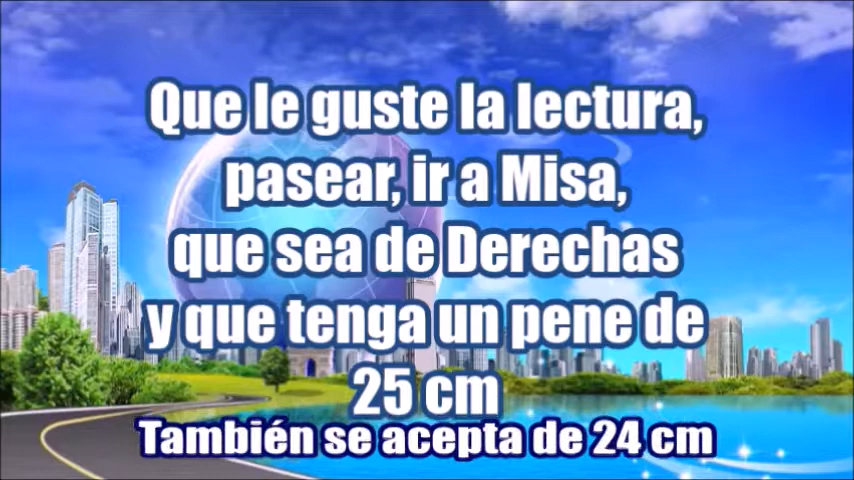 Que le guste la lectura,
pasear, ir a Misa,
que sea de Derechas
y que tenga un pene de
25 cm
También se acepta de 24 cm